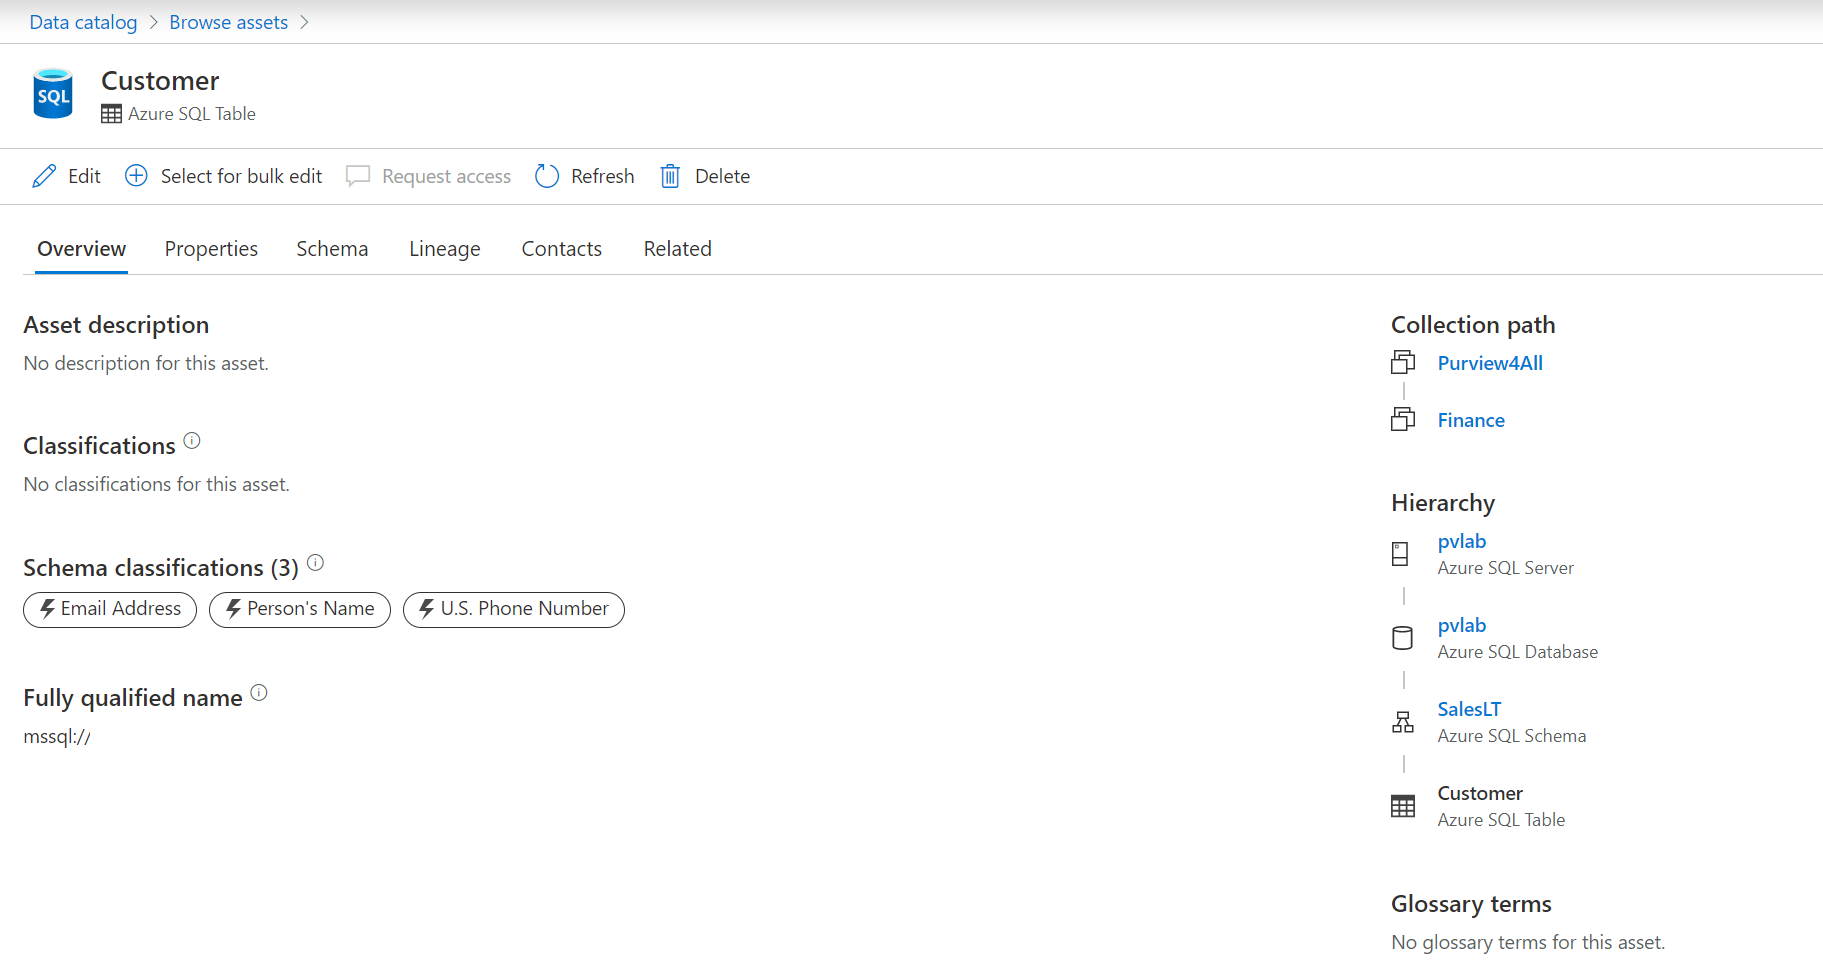 Data catalog > Browse assets >
Customer
Azure SQL Table
SQL
Edit Select for bulk edit Request access Refresh Delete
Overview Properties Schema Lineage Contacts Related
Asset description
No description for this asset.
Classifications
No classifications for this asset.
Schema classifications (3)
Email Address Person's Name U.S. Phone Number
Fully qualified name
mssql://
Collection path
Purview4All
Finance
Hierarchy
pvlab
Azure SQL Server
pvlab
Azure SQL Database
SalesLT
Azure SQL Schema
Customer
Azure SQL Table
Glossary terms
No glossary terms for this asset.